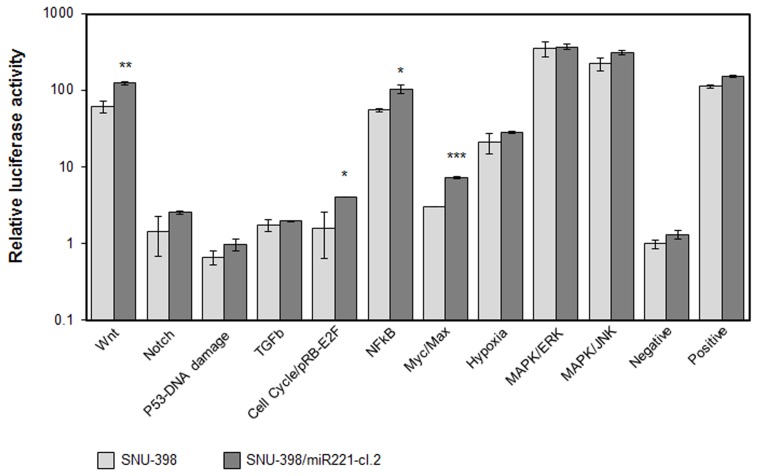 Relative luciferase activity
1000
100
10
1
0.1
**
*
*
***
Wnt
Notch
P53-DNA damage
TGFb
Cell Cycle/pRB-E2F
NFkB
Myc/Max
Hypoxia
MAPK/ERK
MAPK/JNK
Negative
Positive
SNU-398
SNU-398/miR221-cl.2